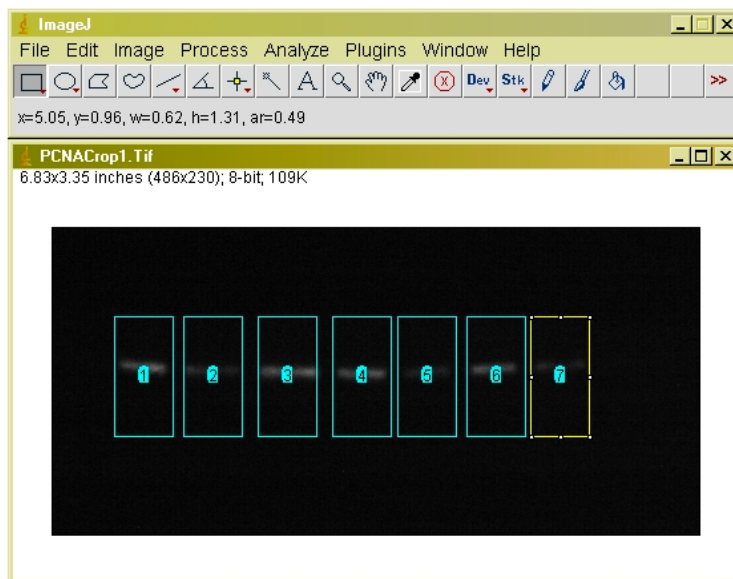 ImageJ
File Edit Image Process Analyze Plugins Window Help
A Dev Stk >>
x=5.05, y=0.96, w=0.62, h=1.31, ar=0.49
PCNACrop1.Tif
6.83x3.35 inches (486x230); 8-bit; 109K
1 2 3 4 5 6 7